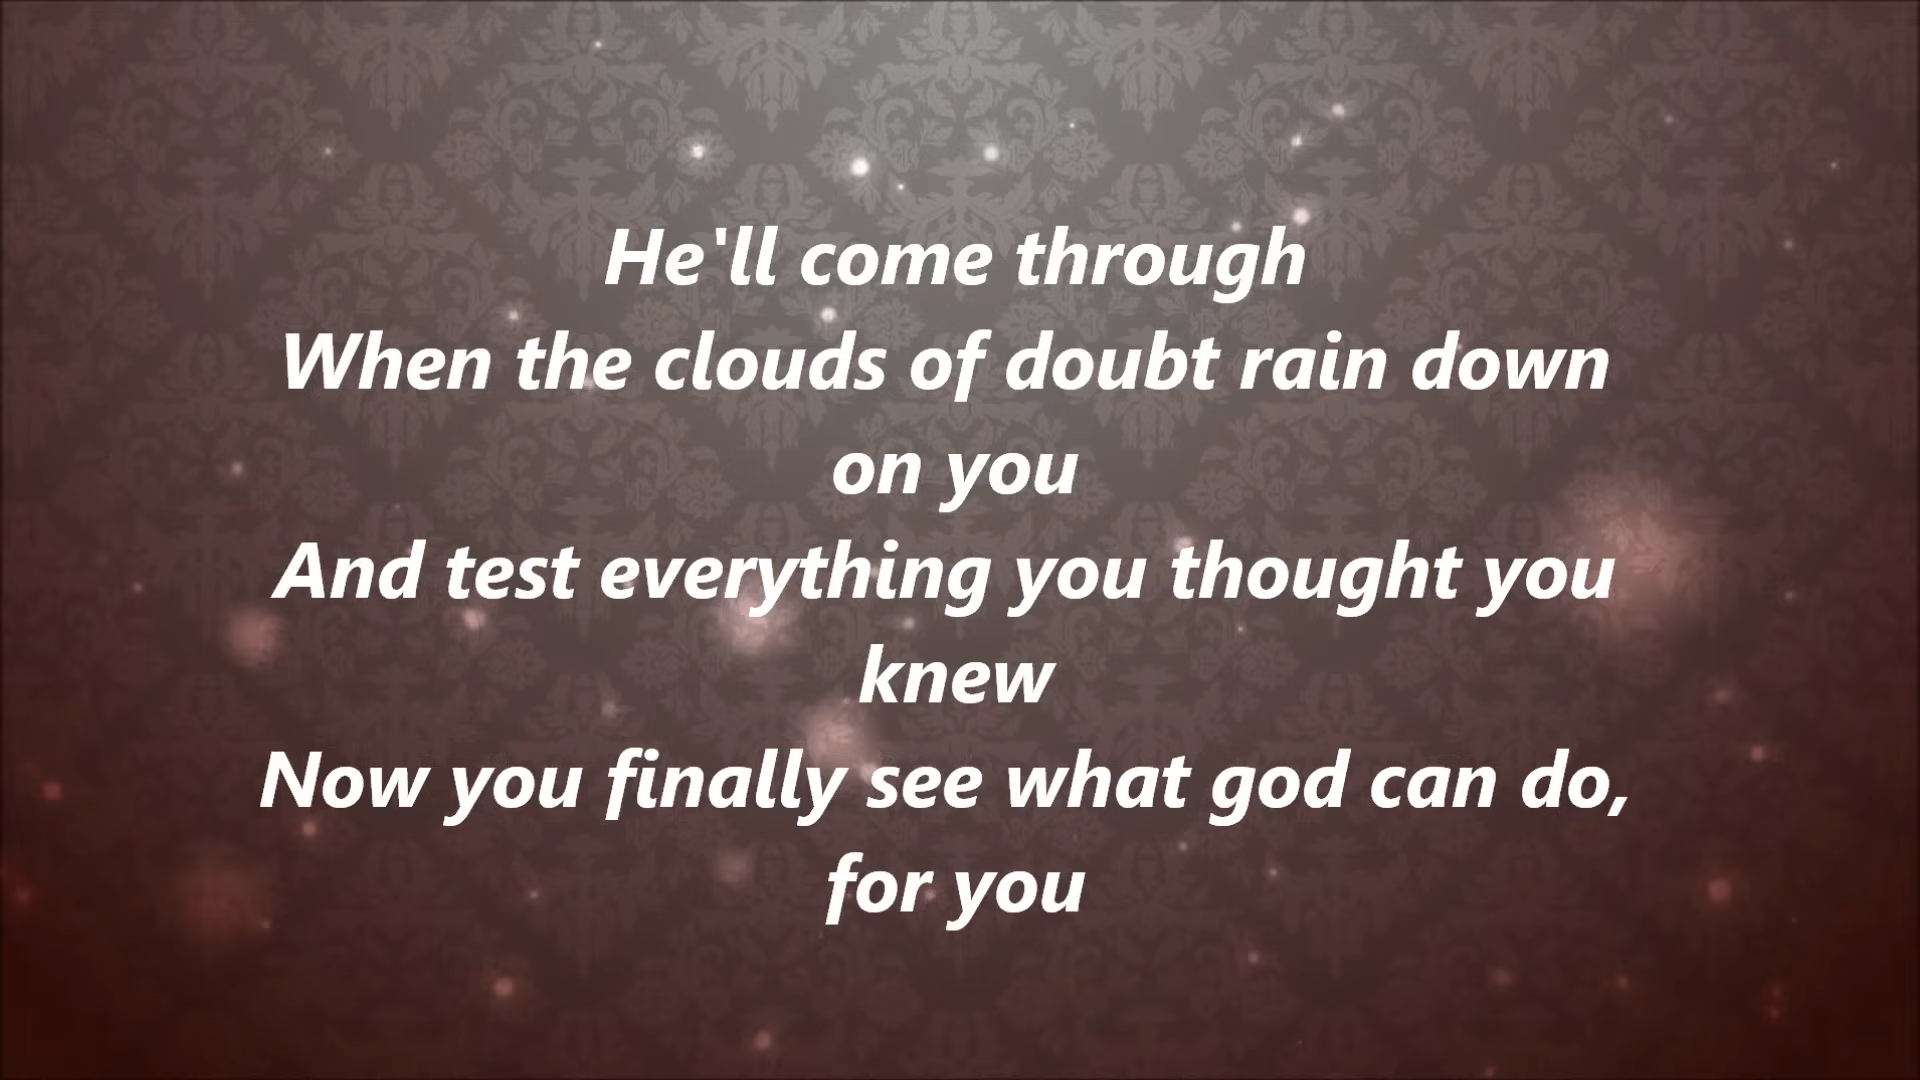 He'll come through
When the clouds of doubt rain down
on you
And test everything you thought you
knew
Now you finally see what god can do,
for you